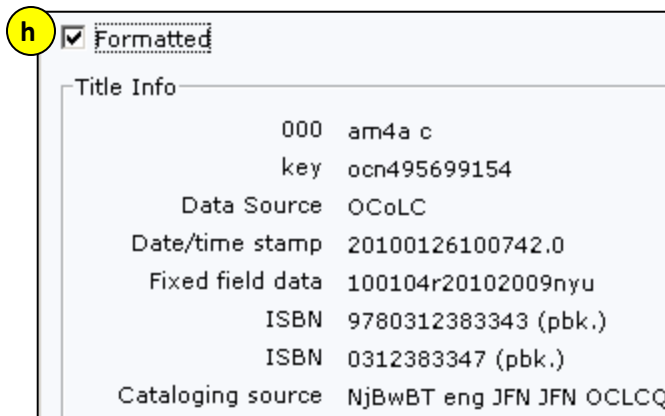 h
Formatted
Title Info
000 am4a c
key ocn495699154
Data Source OCoLC
Date/time stamp 20100126100742.0
Fixed field data 100104r20102009nyu
ISBN 9780312383343 (pbk.)
ISBN 0312383347 (pbk.)
Cataloging source NjBwBT eng JFN JFN OCLCQ